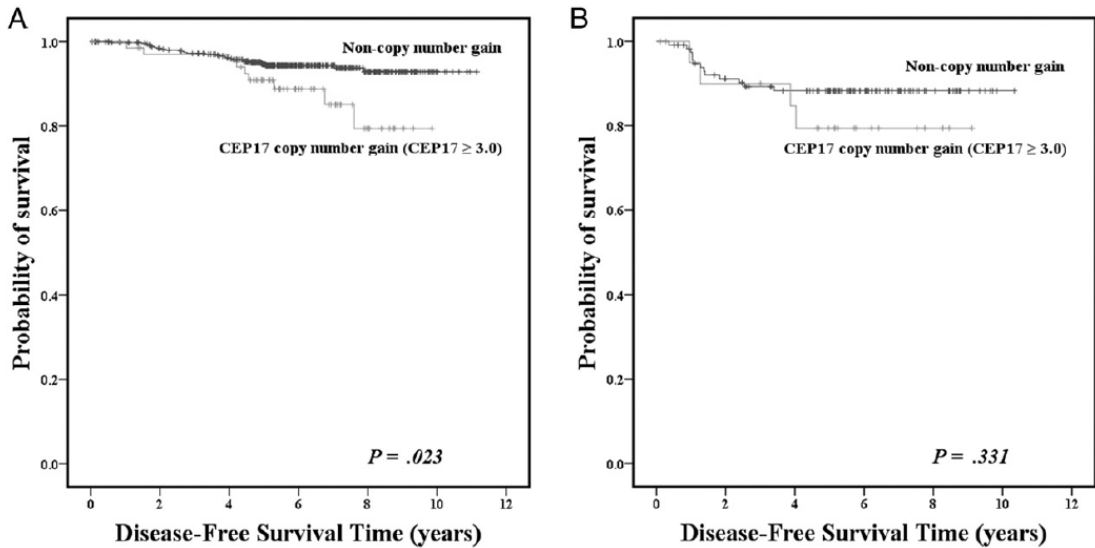 A
Probability of survival
1.0
0.8
0.6
0.4
0.2
0.0
Non-copy number gain
CEP17 copy number gain (CEP17 ≥ 3.0)
P = .023
0 2 4 6 8 10 12
Disease-Free Survival Time (years)
B
Probability of survival
1.0
0.8
0.6
0.4
0.2
0.0
Non-copy number gain
CEP17 copy number gain (CEP17 ≥ 3.0)
P = .331
0 2 4 6 8 10 12
Disease-Free Survival Time (years)